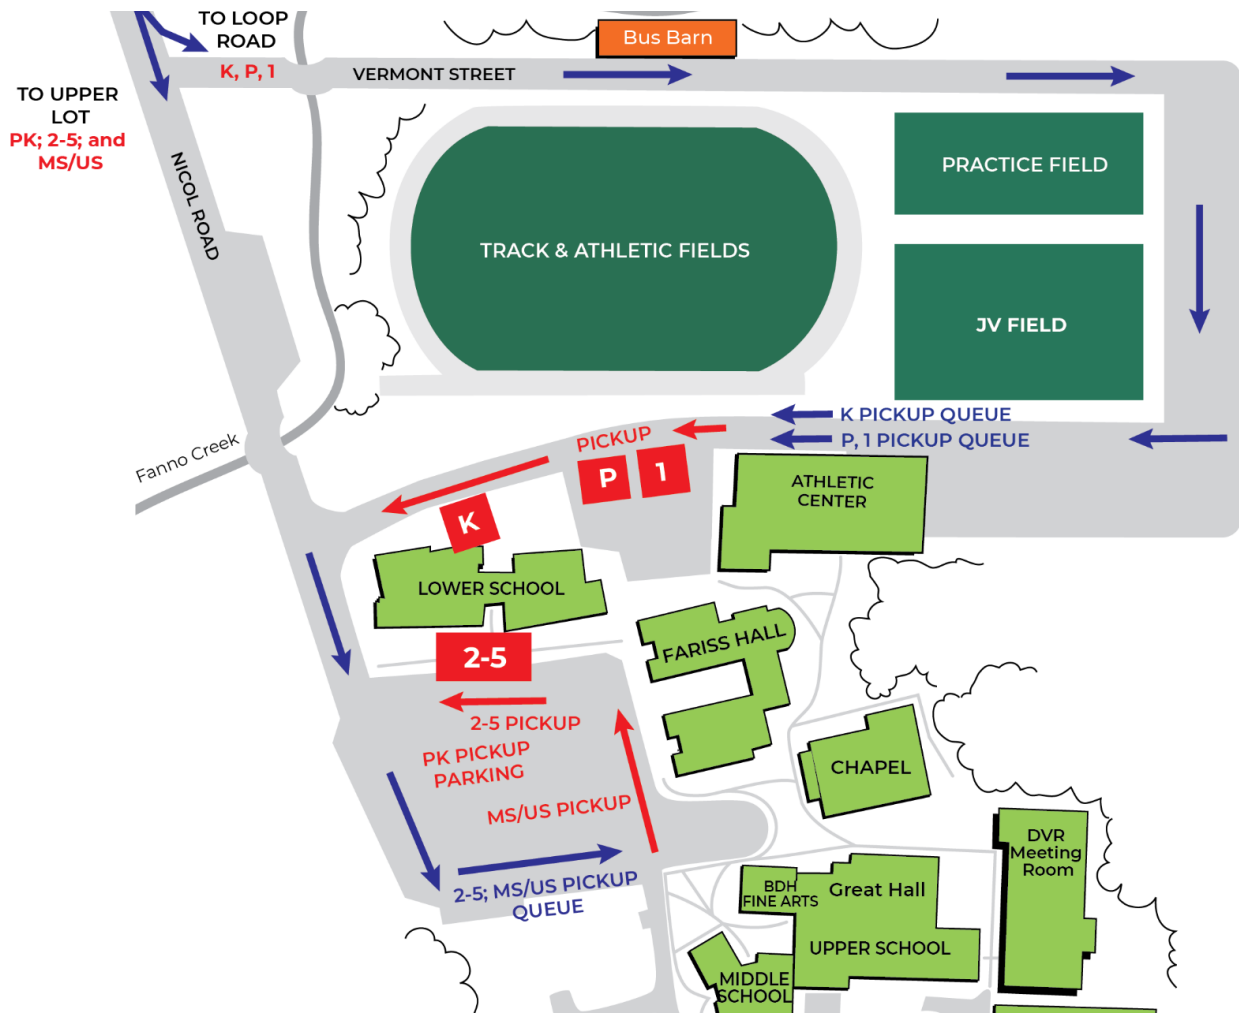 TO LOOP
ROAD
K, P, 1
Bus Barn
VERMONT STREET
TO UPPER
LOT
PK; 2-5; and
MS/US
NICOL ROAD
PRACTICE FIELD
TRACK & ATHLETIC FIELDS
JV FIELD
K PICKUP QUEUE
P, 1 PICKUP QUEUE
PICKUP
P
1
Fanno Creek
ATHLETIC
CENTER
K
LOWER SCHOOL
FARISS HALL
2-5
2-5 PICKUP
PK PICKUP
PARKING
MS/US PICKUP
CHAPEL
2-5; MS/US PICKUP
QUEUE
DVR
Meeting
Room
BDH
FINE ARTS
Great Hall
UPPER SCHOOL
MIDDLE
SCHOOL